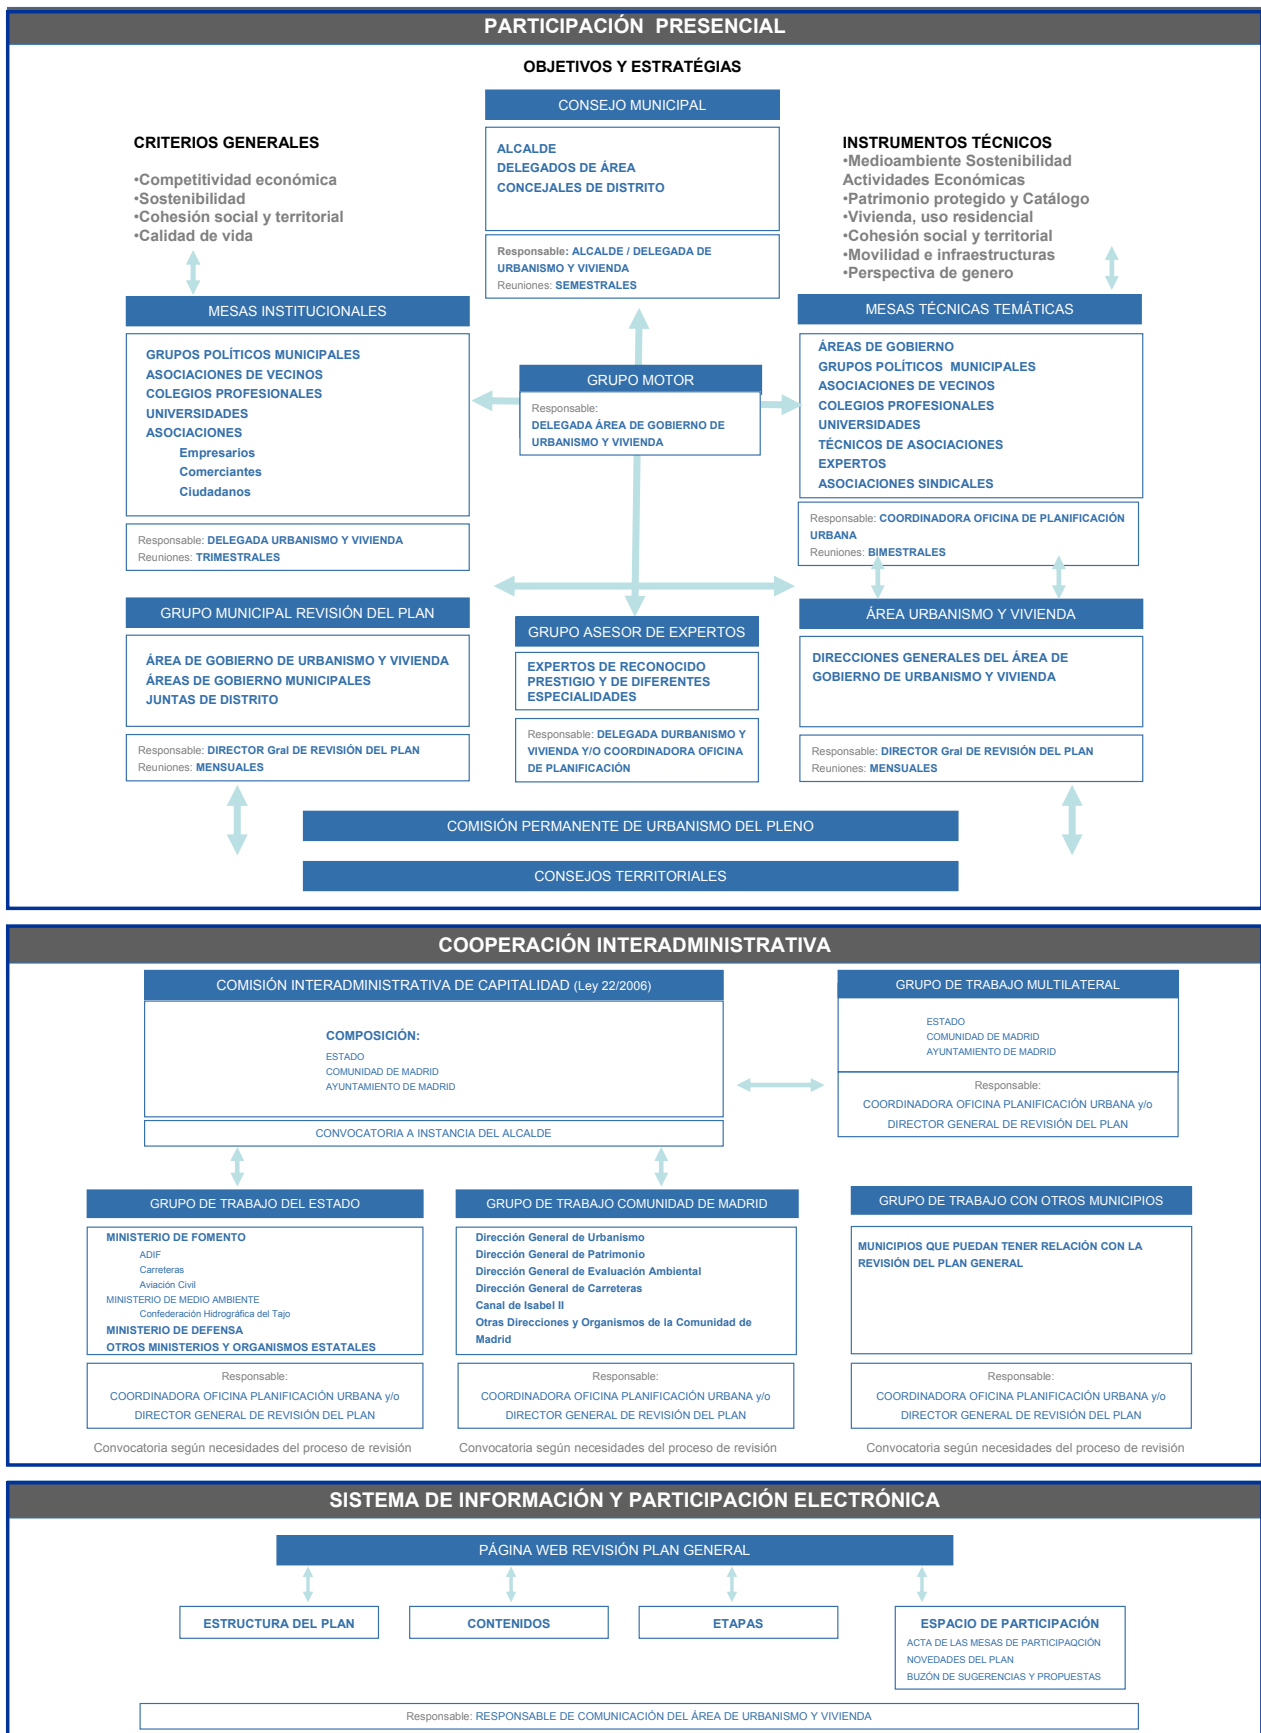 PARTICIPACIÓN  PRESENCIAL
OBJETIVOS Y ESTRATÉGIAS
CONSEJO MUNICIPAL
ALCALDE
DELEGADOS DE ÁREA
CONCEJALES DE DISTRITO
Responsable: ALCALDE / DELEGADA DE
URBANISMO Y VIVIENDA
Reuniones: SEMESTRALES
CRITERIOS GENERALES
•Competitividad económica
•Sostenibilidad
•Cohesión social y territorial
•Calidad de vida
INSTRUMENTOS TÉCNICOS
•Medioambiente Sostenibilidad
Actividades Económicas
•Patrimonio protegido y Catálogo
•Vivienda, uso residencial
•Cohesión social y territorial
•Movilidad e infraestructuras
•Perspectiva de genero
MESAS INSTITUCIONALES
GRUPOS POLÍTICOS MUNICIPALES
ASOCIACIONES DE VECINOS
COLEGIOS PROFESIONALES
UNIVERSIDADES
ASOCIACIONES
Empresarios
Comerciantes
Ciudadanos
Responsable: DELEGADA URBANISMO Y VIVIENDA
Reuniones: TRIMESTRALES
GRUPO MOTOR
Responsable:
DELEGADA ÁREA DE GOBIERNO DE
URBANISMO Y VIVIENDA
MESAS TÉCNICAS TEMÁTICAS
ÁREAS DE GOBIERNO
GRUPOS POLÍTICOS  MUNICIPALES
ASOCIACIONES DE VECINOS
COLEGIOS PROFESIONALES
UNIVERSIDADES
TÉCNICOS DE ASOCIACIONES
EXPERTOS
ASOCIACIONES SINDICALES
Responsable: COORDINADORA OFICINA DE PLANIFICACIÓN
URBANA
Reuniones: BIMESTRALES
GRUPO MUNICIPAL REVISIÓN DEL PLAN
ÁREA DE GOBIERNO DE URBANISMO Y VIVIENDA
ÁREAS DE GOBIERNO MUNICIPALES
JUNTAS DE DISTRITO
Responsable: DIRECTOR Gral DE REVISIÓN DEL PLAN
Reuniones: MENSUALES
GRUPO ASESOR DE EXPERTOS
EXPERTOS DE RECONOCIDO
PRESTIGIO Y DE DIFERENTES
ESPECIALIDADES
Responsable: DELEGADA DURBANISMO Y
VIVIENDA Y/O COORDINADORA OFICINA
DE PLANIFICACIÓN
ÁREA URBANISMO Y VIVIENDA
DIRECCIONES GENERALES DEL ÁREA DE
GOBIERNO DE URBANISMO Y VIVIENDA
Responsable: DIRECTOR Gral DE REVISIÓN DEL PLAN
Reuniones: MENSUALES
COMISIÓN PERMANENTE DE URBANISMO DEL PLENO
CONSEJOS TERRITORIALES
COOPERACIÓN INTERADMINISTRATIVA
COMISIÓN INTERADMINISTRATIVA DE CAPITALIDAD (Ley 22/2006)
COMPOSICIÓN:
ESTADO
COMUNIDAD DE MADRID
AYUNTAMIENTO DE MADRID
CONVOCATORIA A INSTANCIA DEL ALCALDE
GRUPO DE TRABAJO MULTILATERAL
ESTADO
COMUNIDAD DE MADRID
AYUNTAMIENTO DE MADRID
Responsable:
COORDINADORA OFICINA PLANIFICACIÓN URBANA y/o
DIRECTOR GENERAL DE REVISIÓN DEL PLAN
GRUPO DE TRABAJO DEL ESTADO
MINISTERIO DE FOMENTO
ADIF
Carreteras
Aviación Civil
MINISTERIO DE MEDIO AMBIENTE
Confederación Hidrográfica del Tajo
MINISTERIO DE DEFENSA
OTROS MINISTERIOS Y ORGANISMOS ESTATALES
Responsable:
COORDINADORA OFICINA PLANIFICACIÓN URBANA y/o
DIRECTOR GENERAL DE REVISIÓN DEL PLAN
Convocatoria según necesidades del proceso de revisión
GRUPO DE TRABAJO COMUNIDAD DE MADRID
Dirección General de Urbanismo
Dirección General de Patrimonio
Dirección General de Evaluación Ambiental
Dirección General de Carreteras
Canal de Isabel II
Otras Direcciones y Organismos de la Comunidad de
Madrid
Responsable:
COORDINADORA OFICINA PLANIFICACIÓN URBANA y/o
DIRECTOR GENERAL DE REVISIÓN DEL PLAN
Convocatoria según necesidades del proceso de revisión
GRUPO DE TRABAJO CON OTROS MUNICIPIOS
MUNICIPIOS QUE PUEDAN TENER RELACIÓN CON LA
REVISIÓN DEL PLAN GENERAL
Responsable:
COORDINADORA OFICINA PLANIFICACIÓN URBANA y/o
DIRECTOR GENERAL DE REVISIÓN DEL PLAN
Convocatoria según necesidades del proceso de revisión
SISTEMA DE INFORMACIÓN Y PARTICIPACIÓN ELECTRÓNICA
PÁGINA WEB REVISIÓN PLAN GENERAL
ESTRUCTURA DEL PLAN
CONTENIDOS
ETAPAS
ESPACIO DE PARTICIPACIÓN
ACTA DE LAS MESAS DE PARTICIPAQCIÓN
NOVEDADES DEL PLAN
BUZÓN DE SUGERENCIAS Y PROPUESTAS
Responsable: RESPONSABLE DE COMUNICACIÓN DEL ÁREA DE URBANISMO Y VIVIENDA